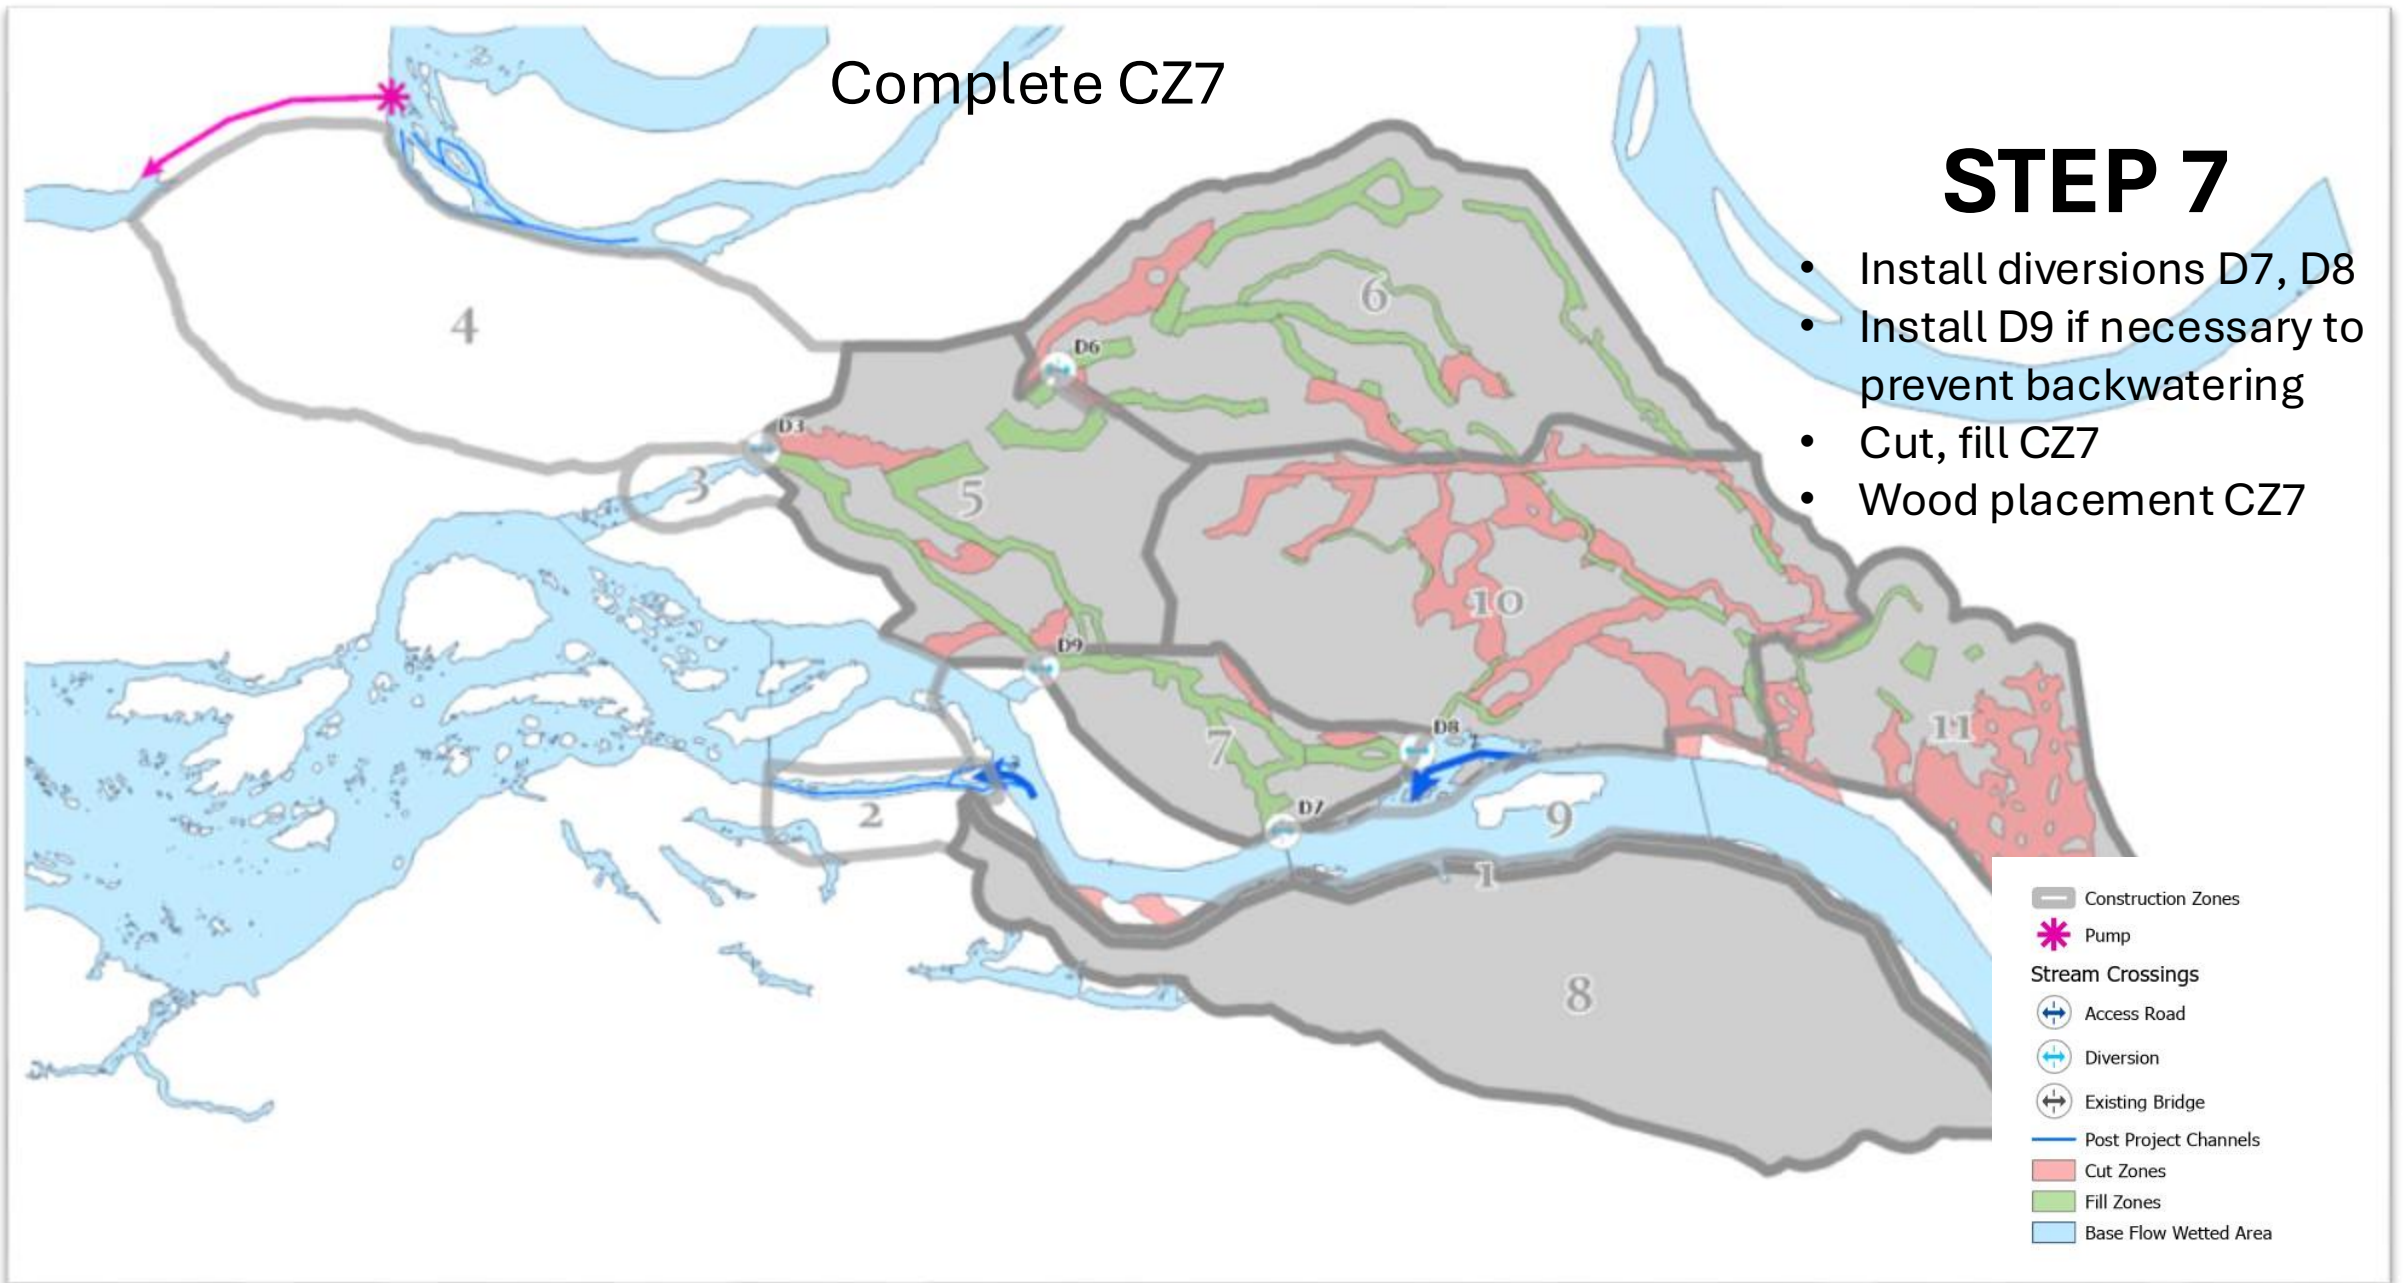 Complete CZ7
STEP 7
• Install diversions D7, D8
• Install D9 if necessary to
prevent backwatering
• Cut, fill CZ7
• Wood placement CZ7
6
4
D6
D3
3
5
10
D9
7
D8
11
2
D7
9
1
8
Construction Zones
Pump
Stream Crossings
Access Road
Diversion
Existing Bridge
Post Project Channels
Cut Zones
Fill Zones
Base Flow Wetted Area